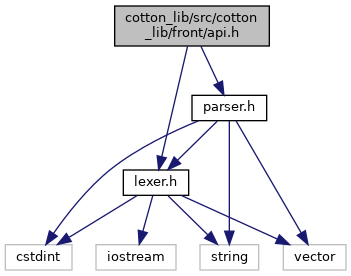 cotton_lib/src/cotton
_lib/front/api.h
parser.h
lexer.h
cstdint
iostream
string
vector